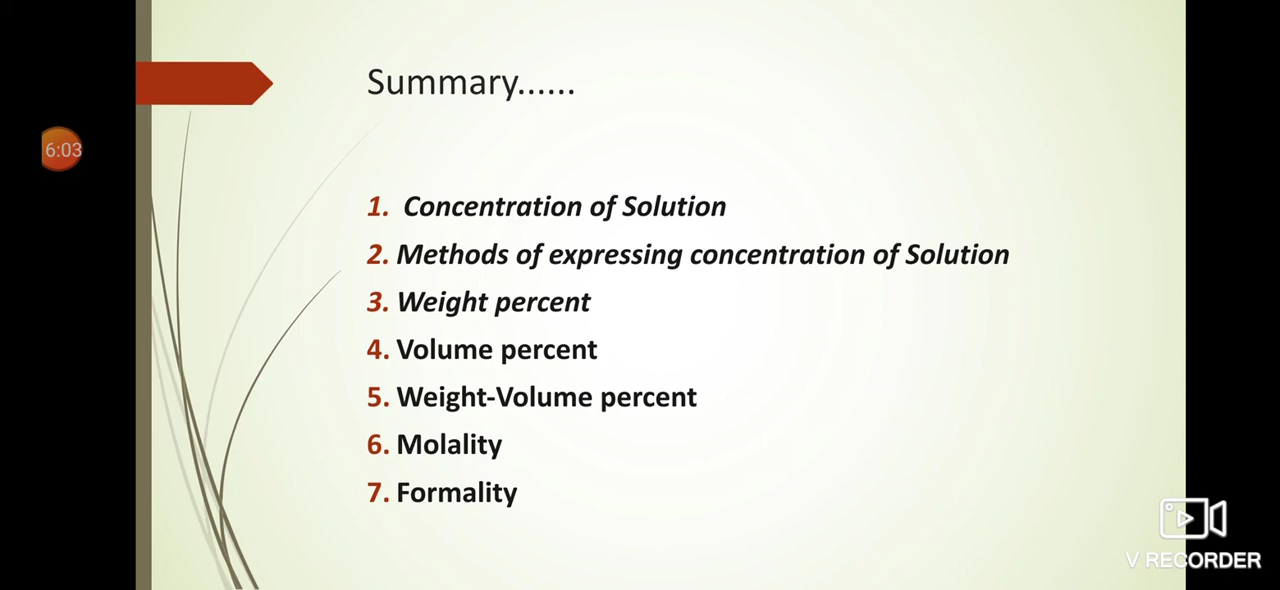 Summary......
6:03
1. Concentration of Solution
2. Methods of expressing concentration of Solution
3. Weight percent
4. Volume percent
5. Weight-Volume percent
6. Molality
7. Formality
V RECORDER